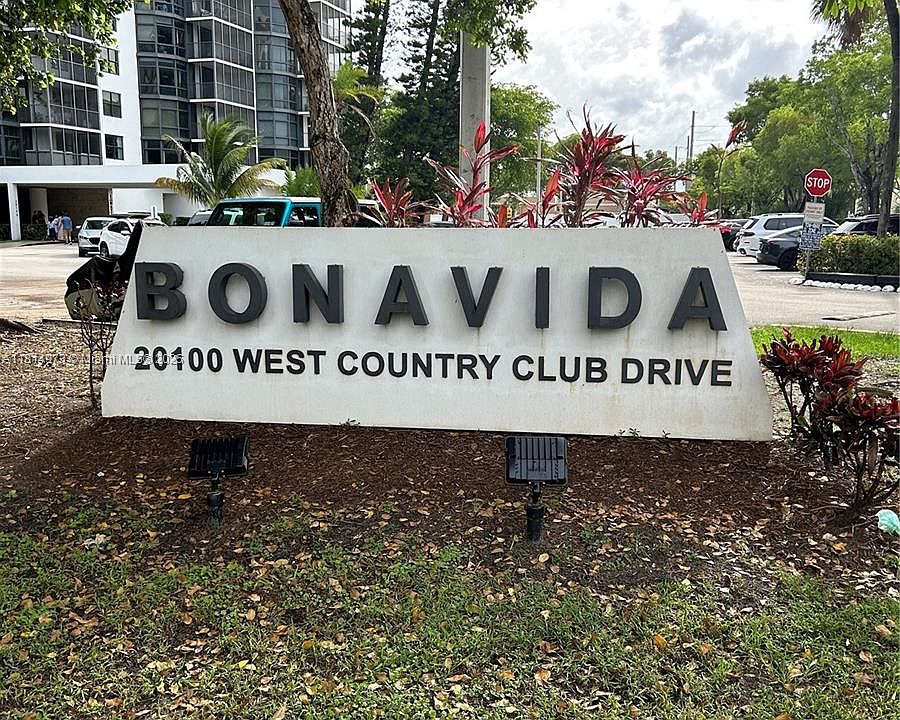 BONAVIDA
20100 WEST COUNTRY CLUB DRIVE
STOP